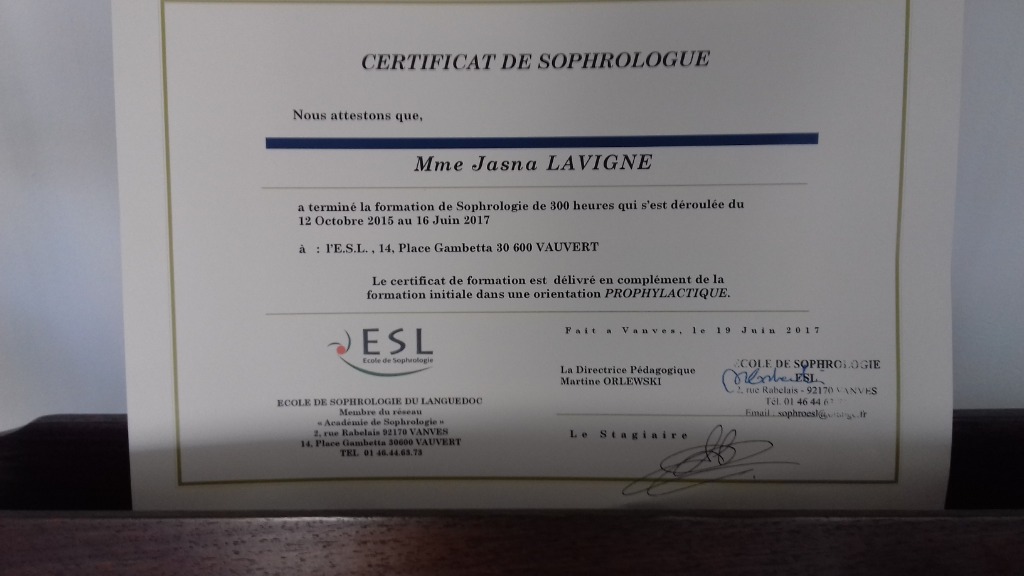 CERTIFICAT DE SOPHROLOGUE
Nous attestons que,
Mme Jasna LAVIGNE
a terminé la formation de Sophrologie de 300 heures qui s'est déroulée du
12 Octobre 2015 au 16 Juin 2017
à : l'E.S.L. , 14, Place Gambetta 30 600 VAUVERT
Le certificat de formation est délivré en complément de la
formation initiale dans une orientation PROPHYLACTIQUE.
ESL
Ecole de Sophrologie
ECOLE DE SOPHROLOGIE DU LANGUEDOC
Membre du réseau
« Académie de Sophrologie »
2, rue Rabelais 92170 VANVES
14, Place Gambetta 30600 VAUVERT
TEL 01 46.44.63.73
Fait a Vanves, le 19 Juin 2017
La Directrice Pédagogique
Martine ORLEWSKI
ECOLE DE SOPHROLOGIE
ESL
2, rue Rabelais - 92170 VANVES
Tél. 01 46 44
Email :
Le Stagiaire